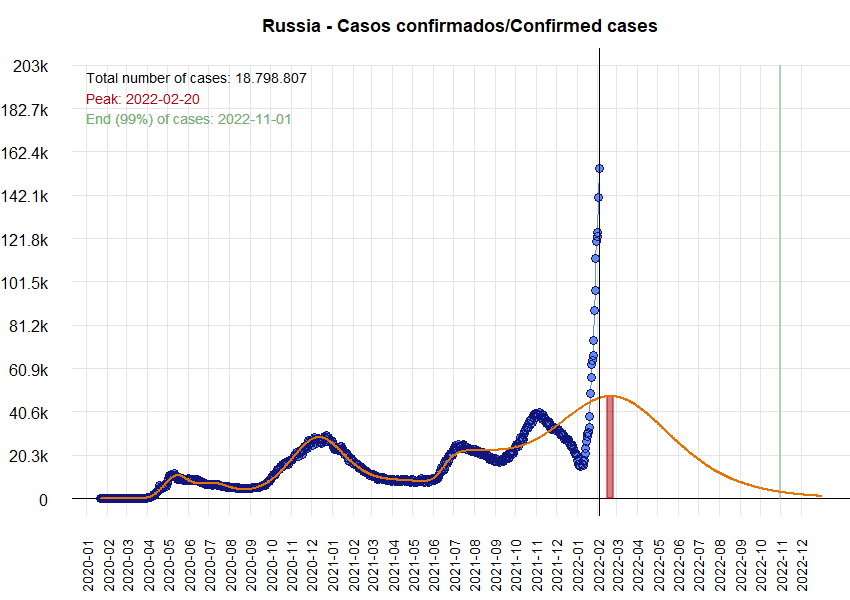 Russia - Casos confirmados/Confirmed cases
203k
182.7k
162.4k
142.1k
121.8k
101.5k
81.2k
60.9k
40.6k
20.3k
0
Total number of cases: 18.798.807
Peak: 2022-02-20
End (99%) of cases: 2022-11-01
2020-01
2020-02
2020-03
2020-04
2020-05
2020-06
2020-07
2020-08
2020-09
2020-10
2020-11
2020-12
2021-01
2021-02
2021-03
2021-04
2021-05
2021-06
2021-07
2021-08
2021-09
2021-10
2021-11
2021-12
2022-01
2022-02
2022-03
2022-04
2022-05
2022-06
2022-07
2022-08
2022-09
2022-10
2022-11
2022-12